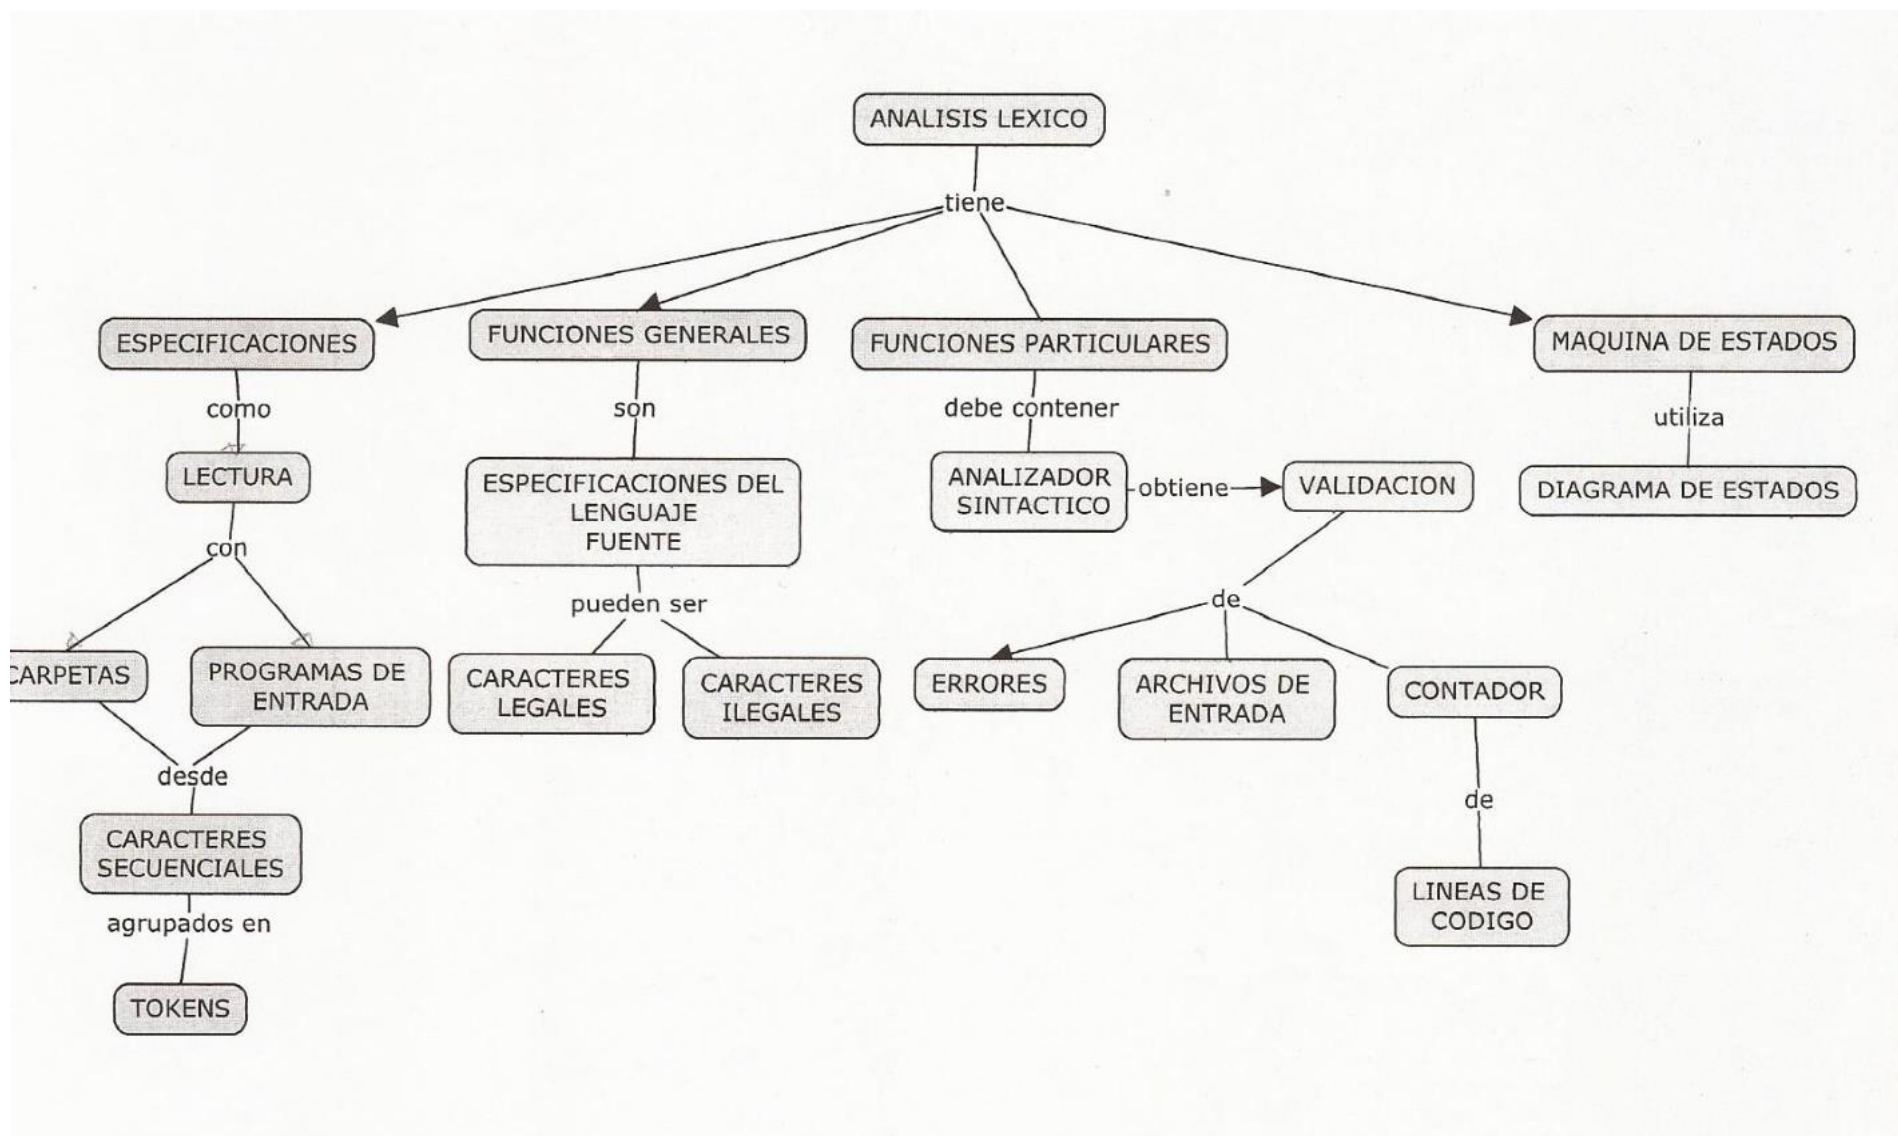 ANALISIS LEXICO
tiene
ESPECIFICACIONES
FUNCIONES GENERALES
FUNCIONES PARTICULARES
MAQUINA DE ESTADOS
como
son
debe contener
utiliza
LECTURA
ESPECIFICACIONES DEL
LENGUAJE
FUENTE
ANALIZADOR
SINTACTICO
obtiene
VALIDACION
DIAGRAMA DE ESTADOS
con
pueden ser
de
CARPETAS
PROGRAMAS DE
ENTRADA
CARACTERES
LEGALES
CARACTERES
ILEGALES
ERRORES
ARCHIVOS DE
ENTRADA
CONTADOR
desde
de
CARACTERES
SECUENCIALES
LINEAS DE
CODIGO
agrupados en
TOKENS